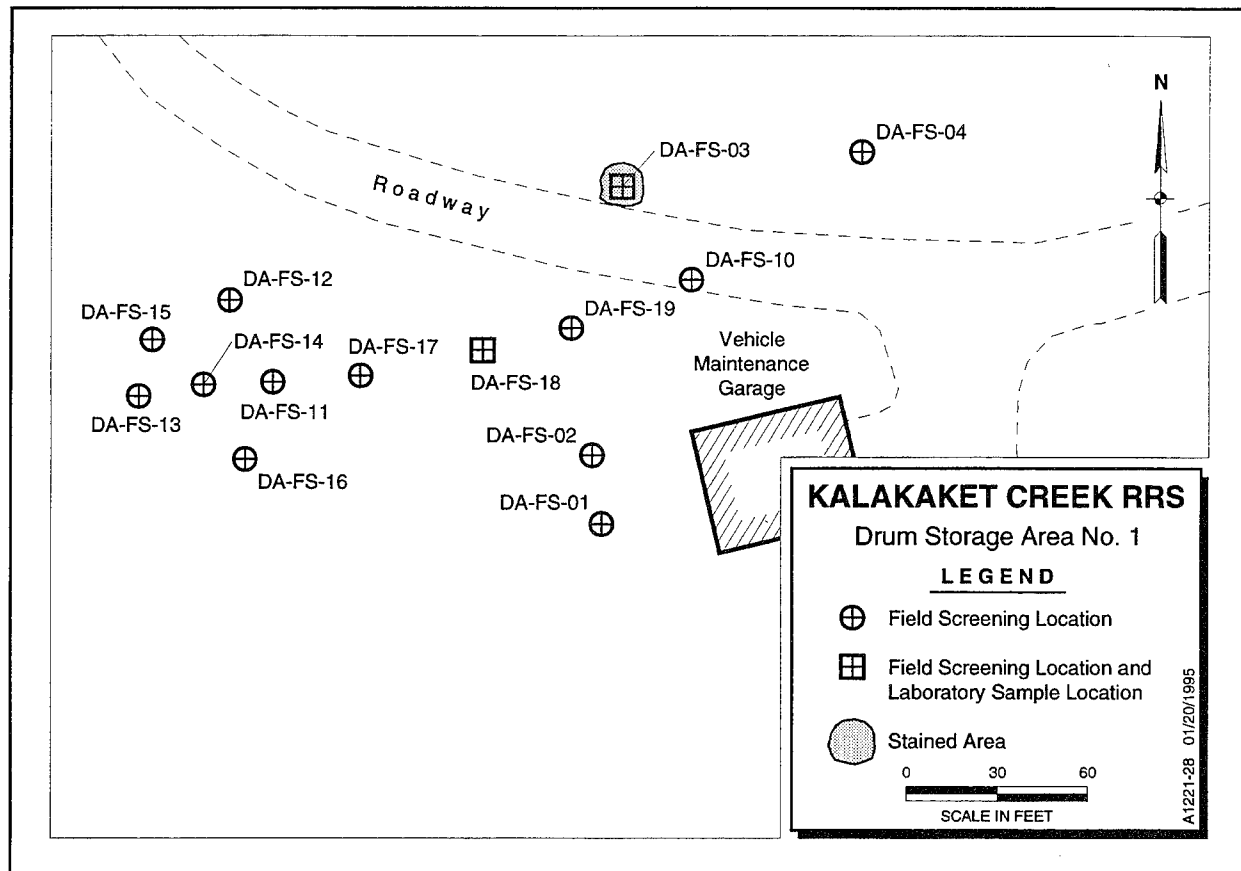 N
DA-FS-04
DA-FS-03
Roadway
DA-FS-10
DA-FS-12
DA-FS-19
DA-FS-15
DA-FS-14
DA-FS-17
Vehicle
Maintenance
Garage
DA-FS-18
DA-FS-11
DA-FS-13
DA-FS-02
DA-FS-16
DA-FS-01
KALAKAKET CREEK RRS
Drum Storage Area No. 1
LEGEND
Field Screening Location
Field Screening Location and
Laboratory Sample Location
Stained Area
0 30 60
SCALE IN FEET
A1221-28 01/20/1995